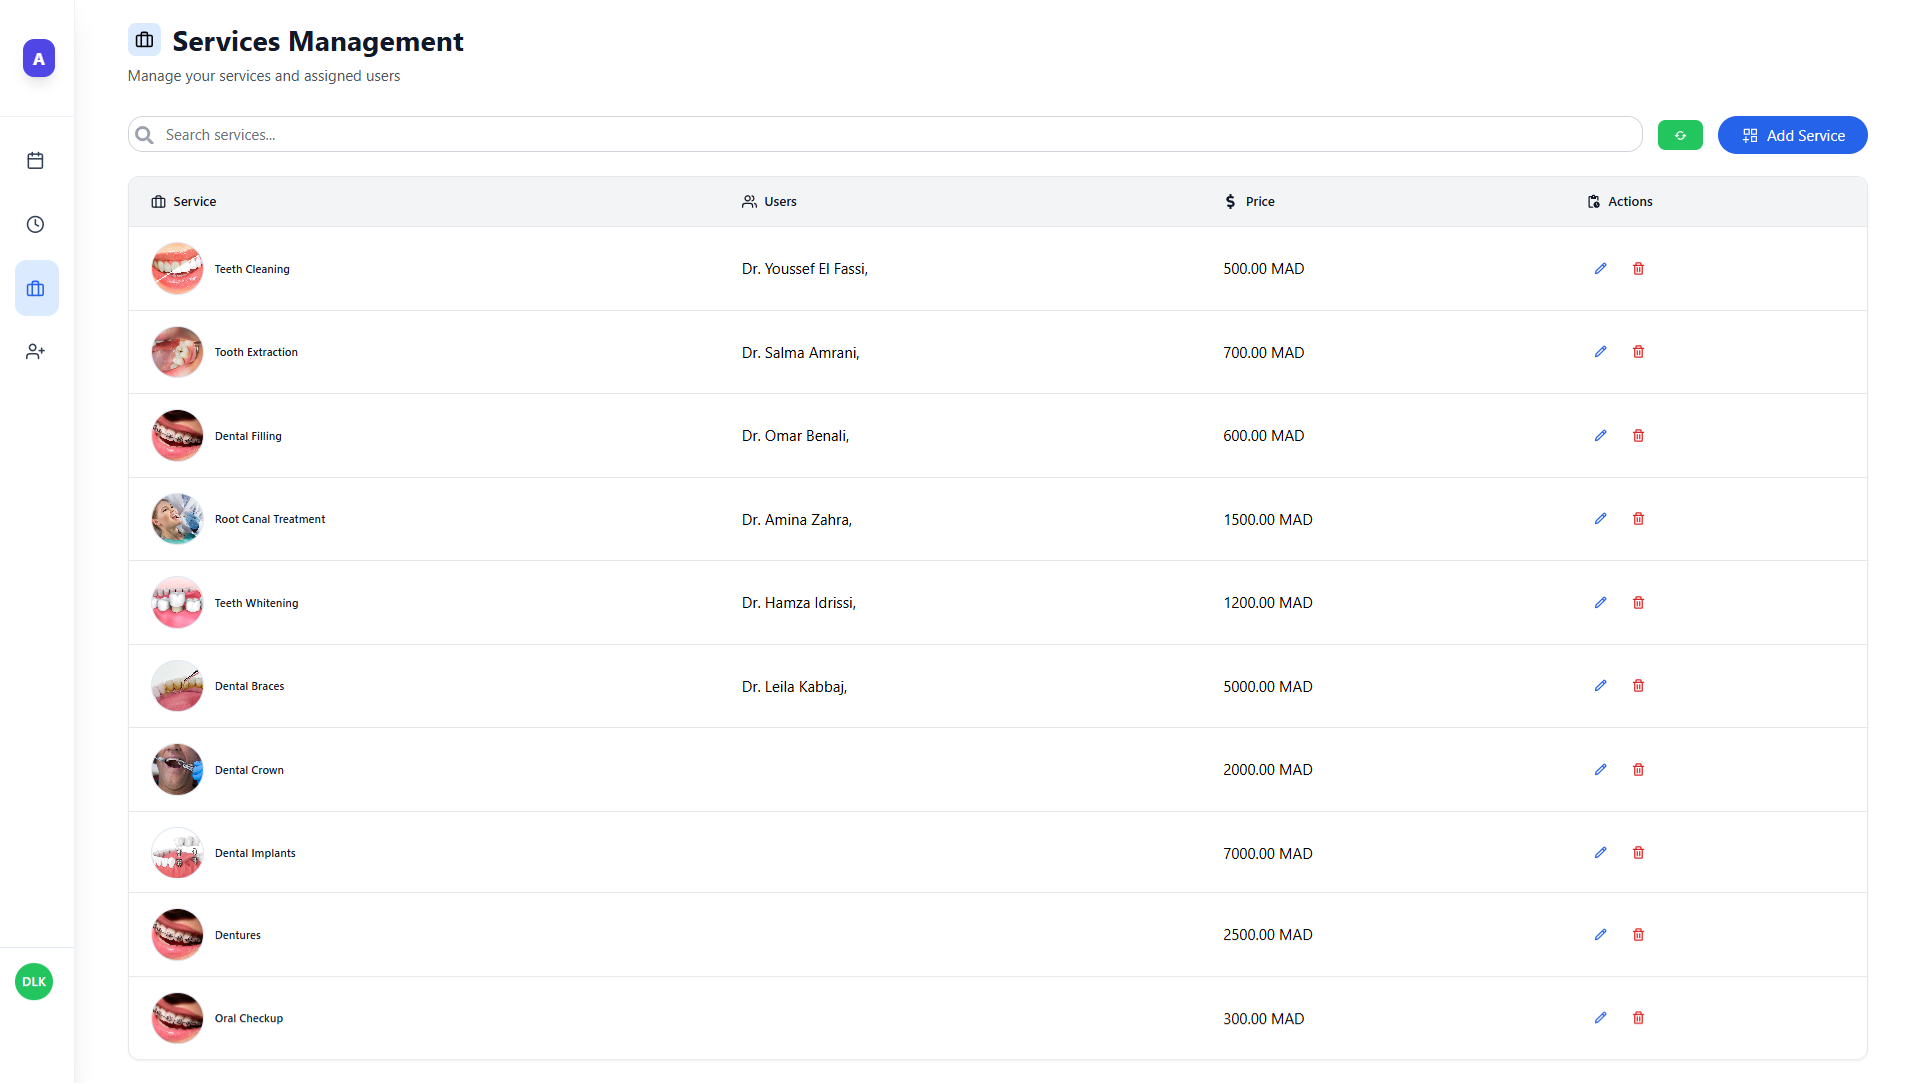 A
Services Management
Manage your services and assigned users
Search services...
Add Service
Service Users Price Actions
Teeth Cleaning Dr. Youssef El Fassi, 500.00 MAD
Tooth Extraction Dr. Salma Amrani, 700.00 MAD
Dental Filling Dr. Omar Benali, 600.00 MAD
Root Canal Treatment Dr. Amina Zahra, 1500.00 MAD
Teeth Whitening Dr. Hamza Idrissi, 1200.00 MAD
Dental Braces Dr. Leila Kabbaj, 5000.00 MAD
Dental Crown 2000.00 MAD
Dental Implants 7000.00 MAD
Dentures 2500.00 MAD
DLK
Oral Checkup 300.00 MAD